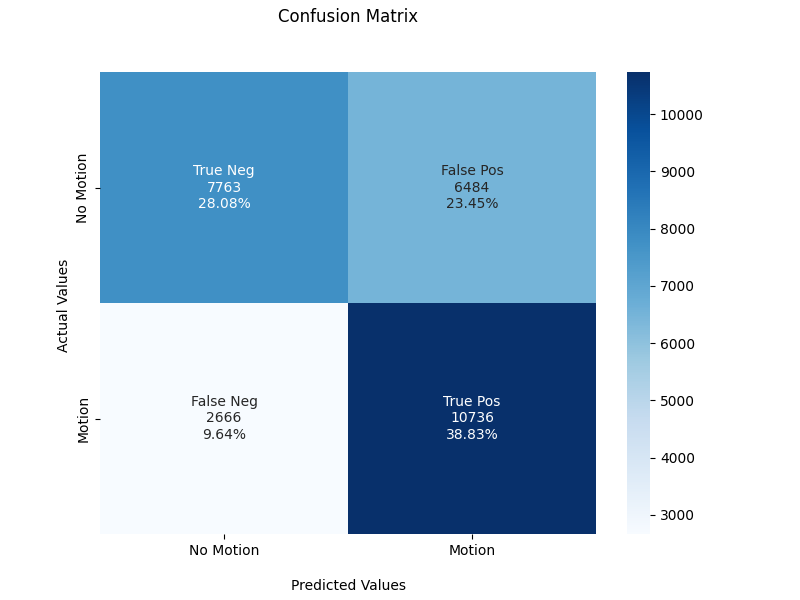 Confusion Matrix
No Motion
Motion
Actual Values
True Neg
7763
28.08%
False Pos
6484
23.45%
False Neg
2666
9.64%
True Pos
10736
38.83%
No Motion
Motion
Predicted Values
10000
9000
8000
7000
6000
5000
4000
3000